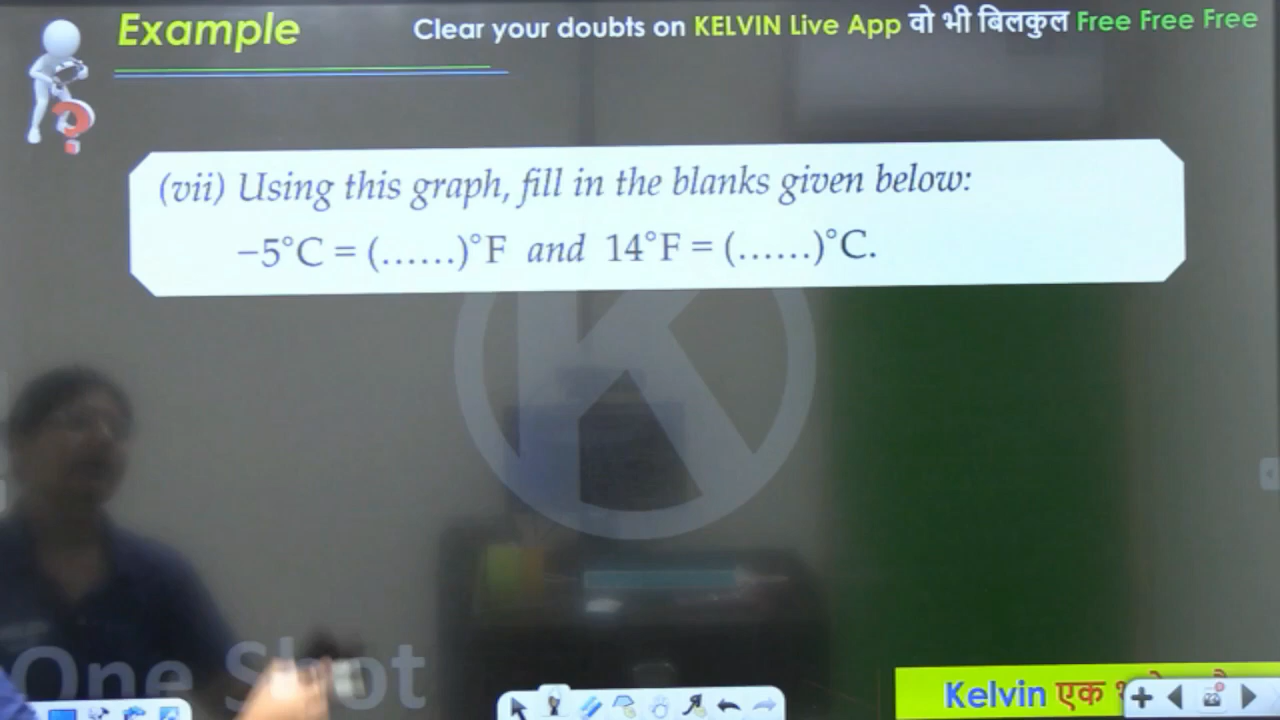 Example
Clear your doubts on KELVIN Live App वो भी बिलकुल Free Free Free
(vii) Using this graph, fill in the blanks given below:
−5°C = (......)°F and 14°F = (......)°C.
One Shot
Kelvin एक